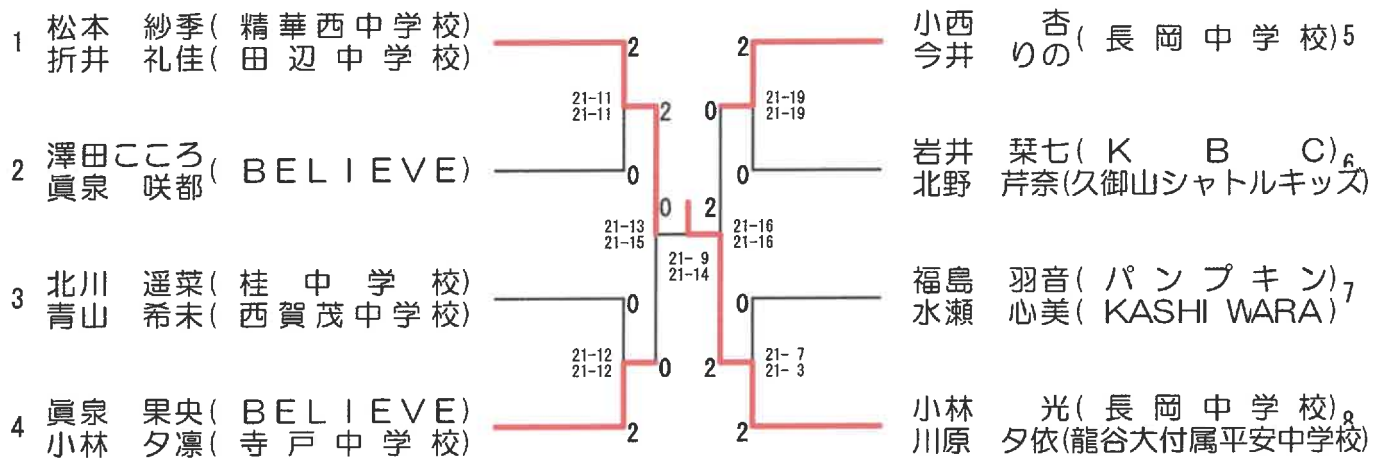 1
松本 紗季( 精華西中学校)
折井 礼佳( 田辺中学校)
2
澤田こころ
眞泉 咲都
( BELIEVE)
3
北川 遥菜( 桂中学校)
青山 希未( 西賀茂中学校)
4
眞泉 果央( BELIEVE)
小林 夕凛( 寺戸中学校)
2
21-11
21-11
2
0
0
21-13
21-15
0
21-12
21-12
0
2
21- 9
21-14
2
0
21-19
21-19
0
2
21-16
21-16
0
2
21- 7
21- 3
2
小西 杏
今井 りの
( 長岡中学校)
5
岩井 栞七( K B C)
北野 芹奈(久御山シャトルキッズ)
6
福島 羽音( パンプキン)
水瀬 心美( KASHIWARA)
7
小林 光( 長岡中学校)
川原 夕依(龍谷大付属平安中学校)
8